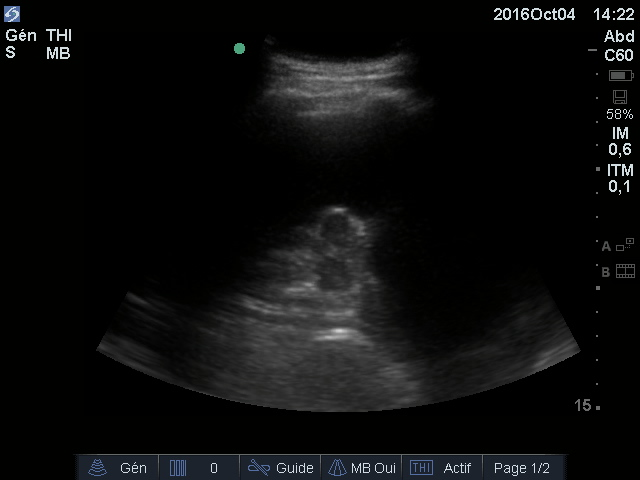 2016Oct04 14:22
Gén THI
S MB
Abd
C60
58%
IM
0,6
ITM
0,1
A
B
15
Gén 0 Guide MB Oui THI Actif Page 1/2